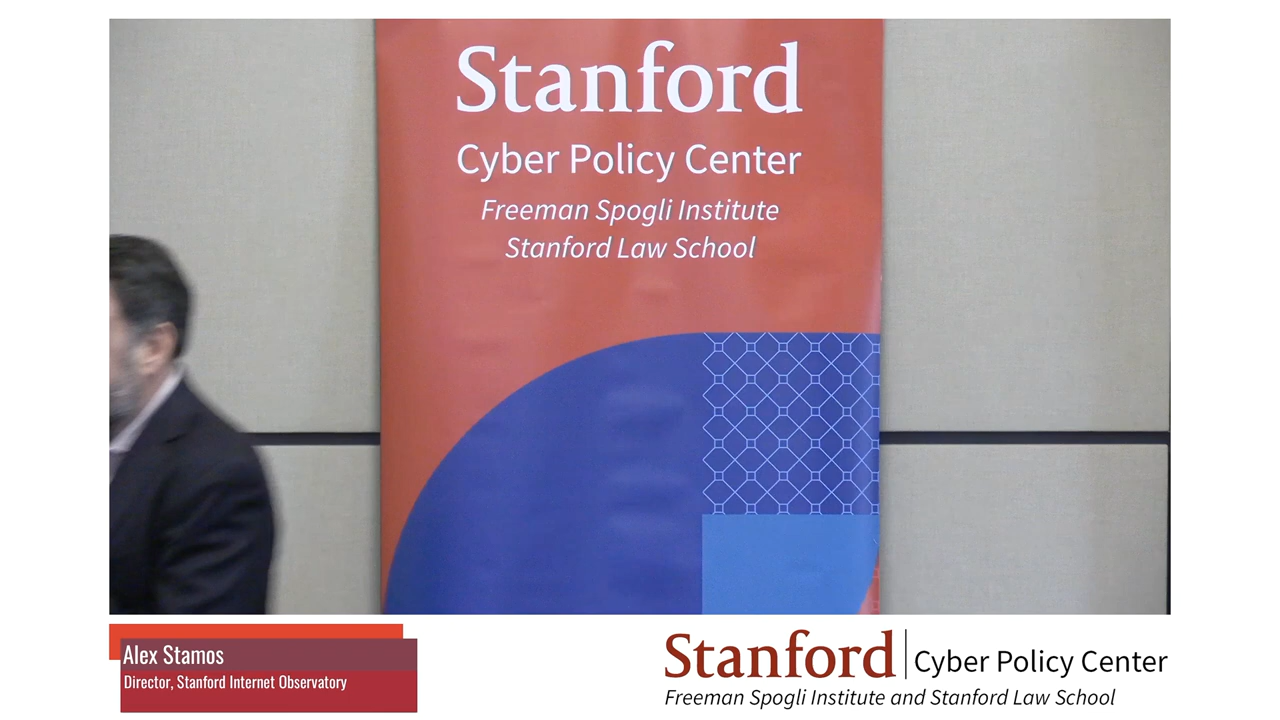 Stanford
Cyber Policy Center
Freeman Spogli Institute
Stanford Law School
Alex Stamos
Director, Stanford Internet Observatory
Stanford | Cyber Policy Center
Freeman Spogli Institute and Stanford Law School